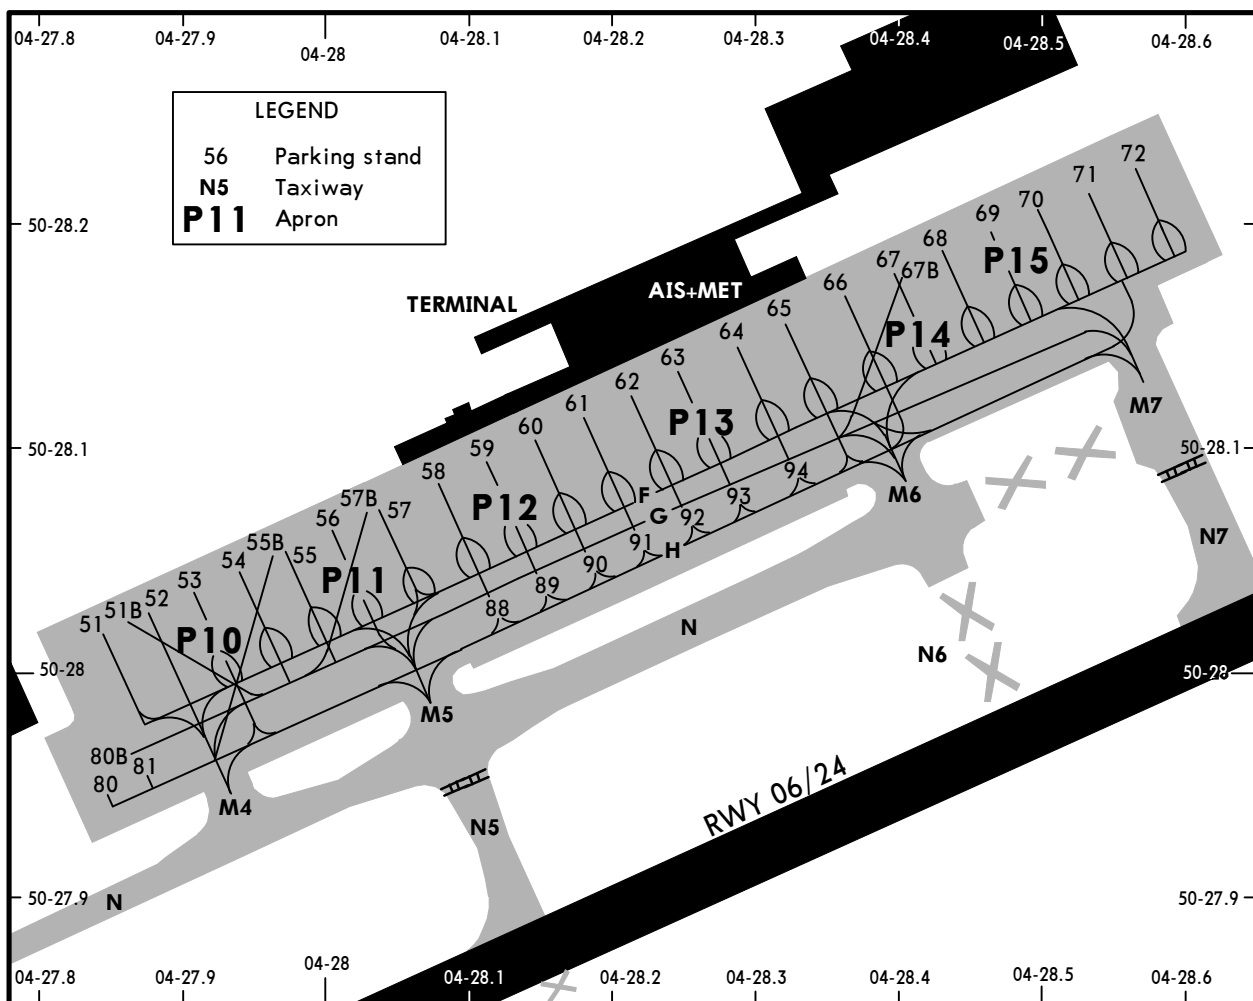 04-27.8
04-27.9
04-28
04-28.1
04-28.2
04-28.3
04-28.4
04-28.5
04-28.6
LEGEND
56 Parking stand
N5 Taxiway
P11 Apron
50-28.2
50-28.1
50-28
50-27.9
TERMINAL
AIS+MET
72
71
70
69
P15
68
67
67B
66
P14
65
64
63
62
P13
61
60
59
58
P12
57B
57
56
55B
55
P11
54
53
52
51B
51
P10
F
G
H
94
93
92
91
90
89
88
80B
81
80
M4
M5
M6
M7
N
N
N5
N6
N7
RWY 06/24
50-28.1
50-28
50-27.9
04-27.8
04-27.9
04-28
04-28.1
04-28.2
04-28.3
04-28.4
04-28.5
04-28.6